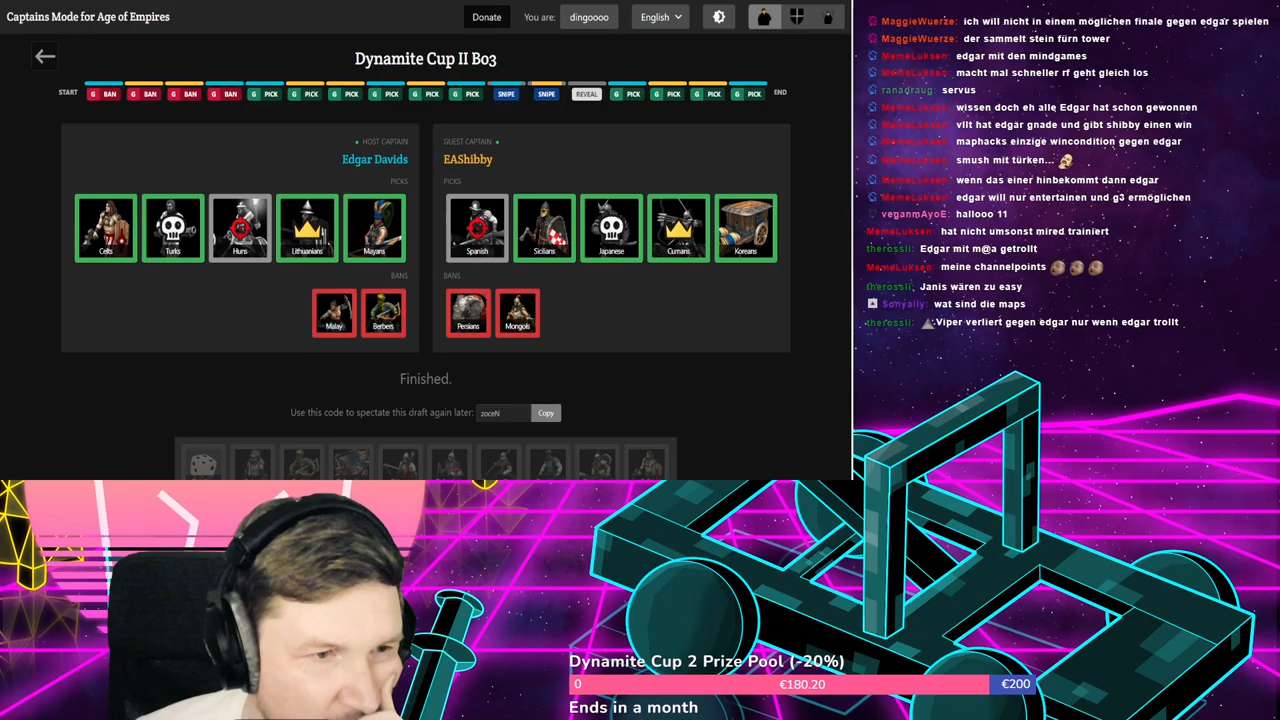 Captains Mode for Age of Empires
Donate
You are:
dingoooo
English
Dynamite Cup II Bo3
START
G BAN
G BAN
G BAN
G BAN
G PICK
G PICK
G PICK
G PICK
G PICK
G PICK
SNIPE
SNIPE
REVEAL
G PICK
G PICK
G PICK
G PICK
END
HOST CAPTAIN
Edgar Davids
PICKS
Celts
Turks
Huns
Lithuanians
Mayans
BANS
Malay
Berbers
GUEST CAPTAIN
EAShibby
PICKS
Spanish
Sicilians
Japanese
Cumans
Koreans
BANS
Persians
Mongols
Finished.
Use this code to spectate this draft again later:
zoceN
Copy
MaggieWuerze: ich will nicht in einem möglichen finale gegen edgar spielen
MaggieWuerze: der sammelt stein fürn tower
MemeLuksen: edgar mit den mindgames
MemeLuksen: macht mal schneller rf geht gleich los
ranadraug: servus
MemeLuksen: wissen doch eh alle Edgar hat schon gewonnen
MemeLuksen: vllt hat edgar gnade und gibt shibby einen win
MemeLuksen: maphacks einzige wincondition gegen edgar
MemeLuksen: smush mit türken...
MemeLuksen: wenn das einer hinbekommt dann edgar
MemeLuksen: edgar will nur entertainen und g3 ermöglichen
veganmAyoE: hallooo 11
MemeLuksen: hat nicht umsonst mired trainiert
therossli: Edgar mit m@a getrollt
MemeLuksen: meine channelpoints
therossli: Janis wären zu easy
Sonyally: wat sind die maps
therossli: Viper verliert gegen edgar nur wenn edgar trollt
Dynamite Cup 2 Prize Pool (-20%)
0
€180.20
€200
Ends in a month